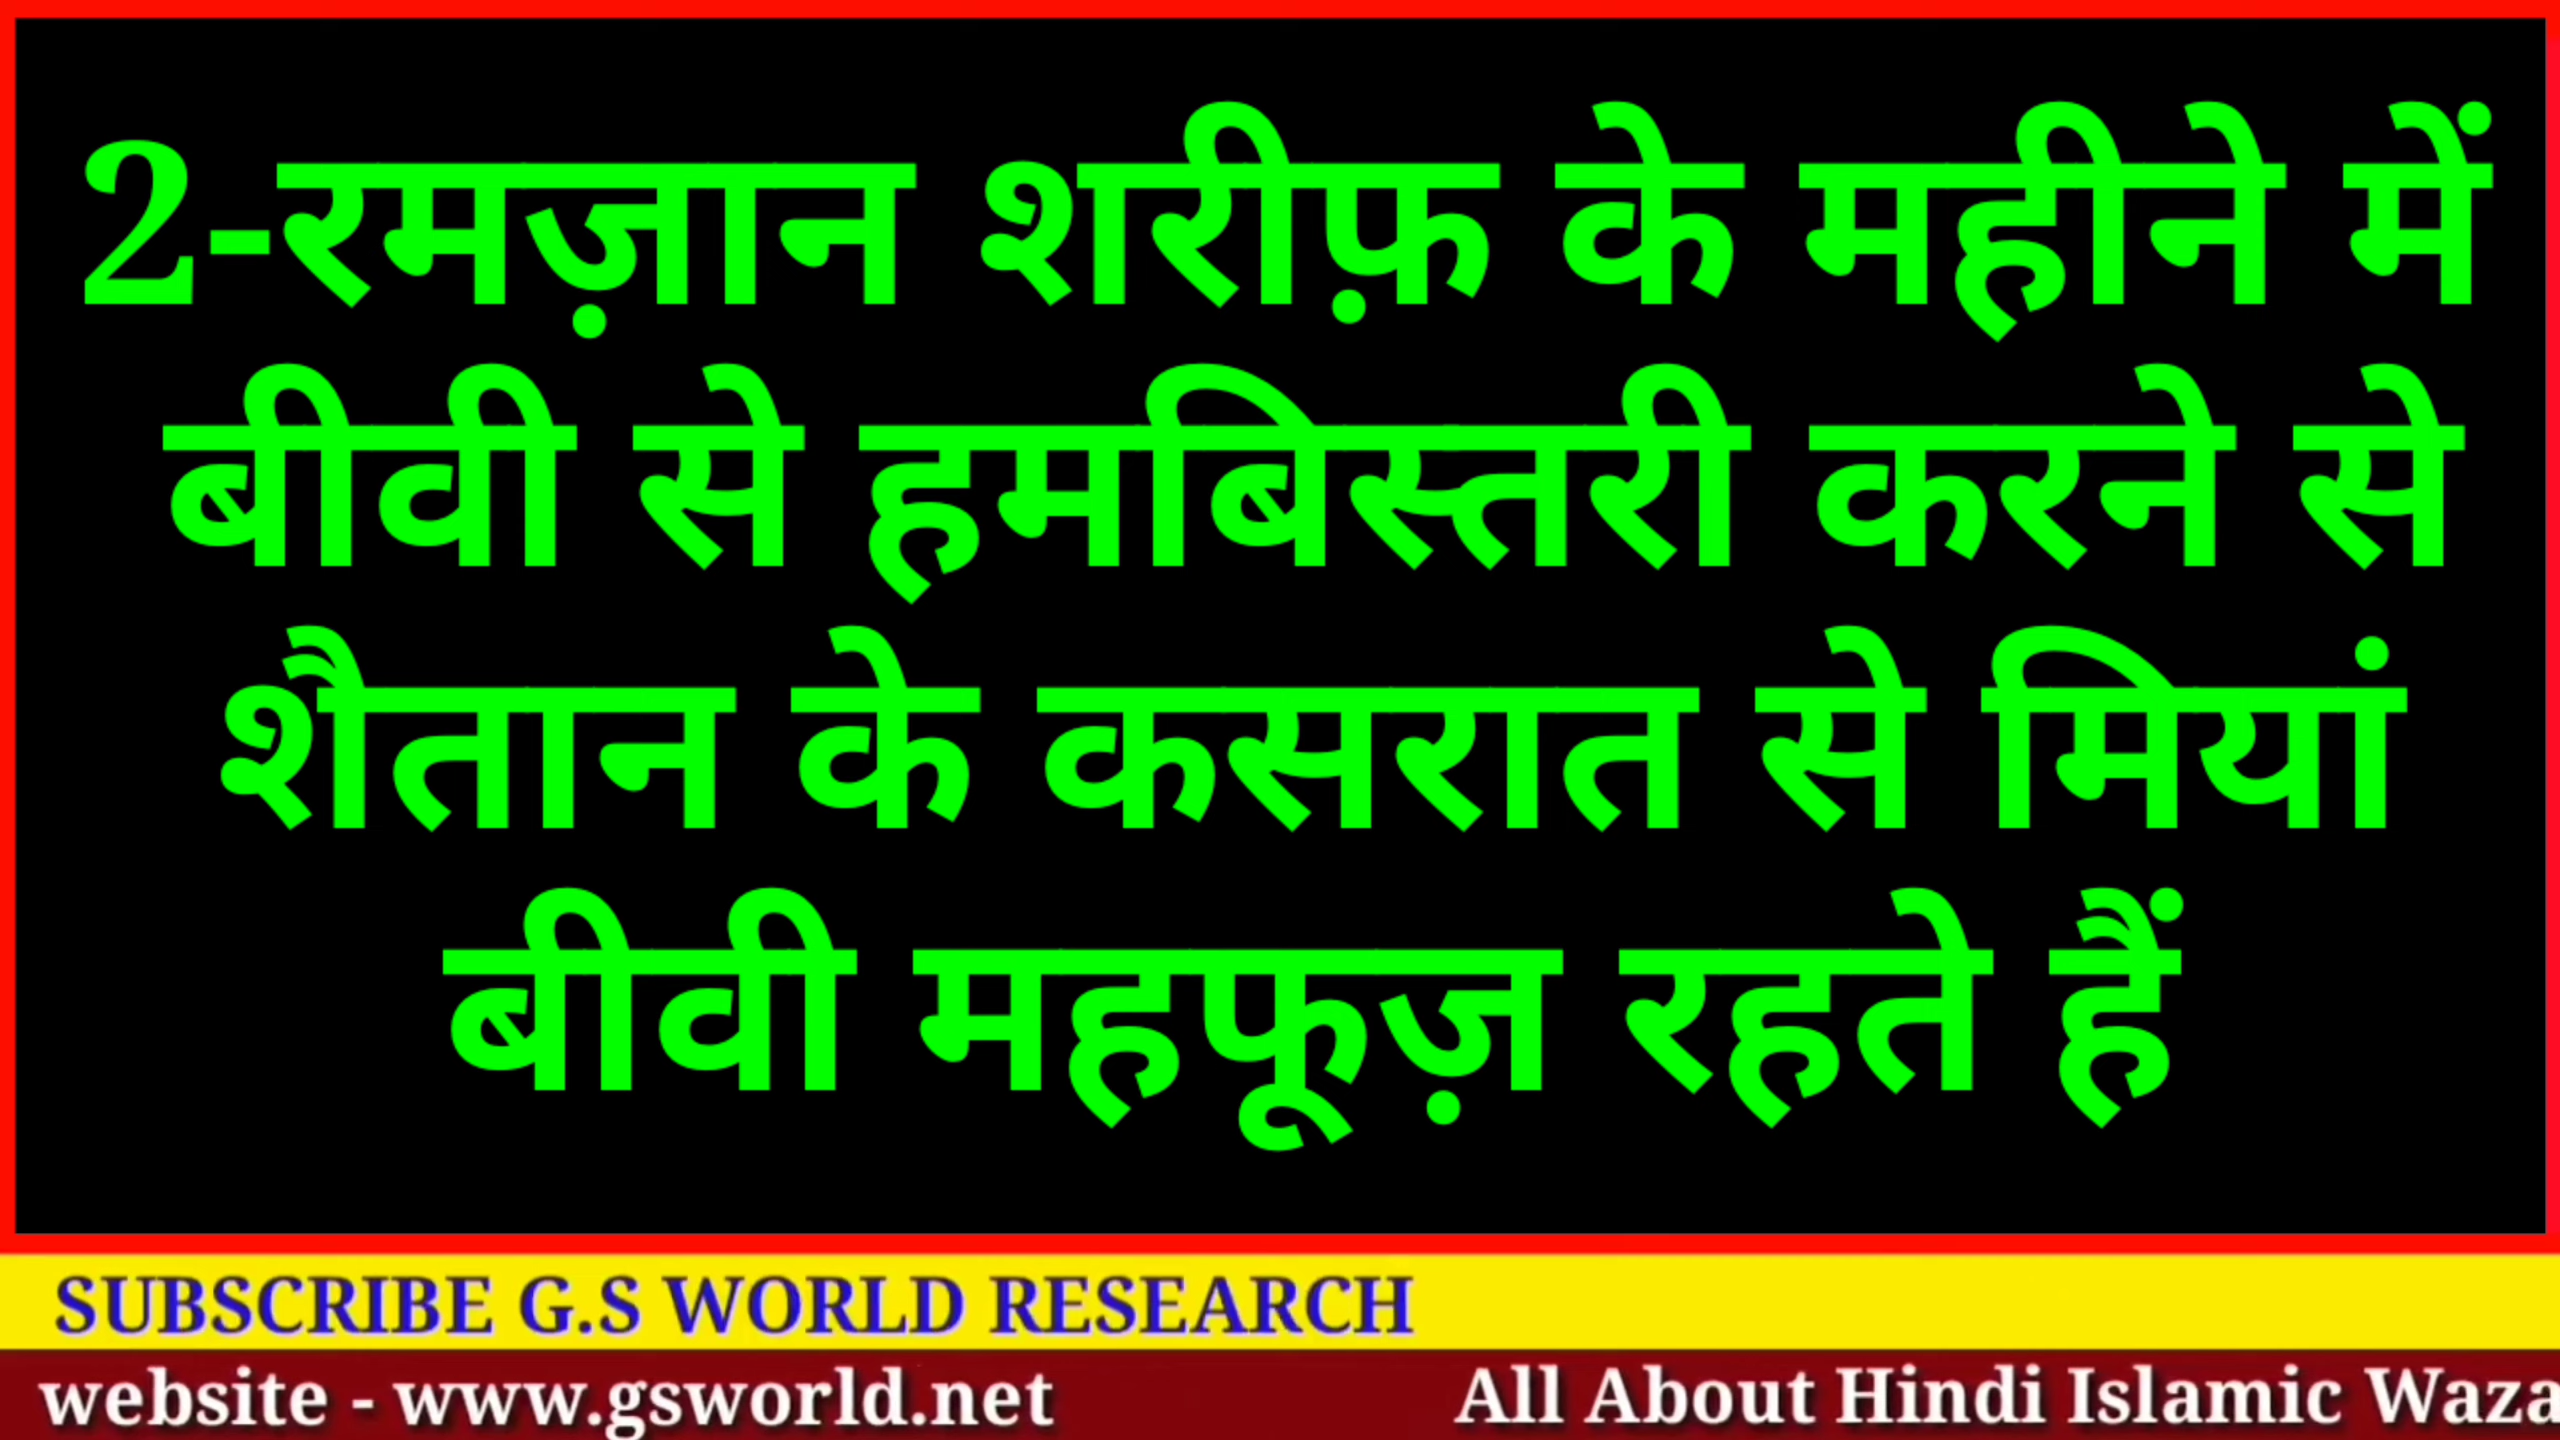 2-रमज़ान शरीफ़ के महीने में
बीवी से हमबिस्तरी करने से
शैतान के कसरात से मियां
बीवी महफूज़ रहते हैं
SUBSCRIBE G.S WORLD RESEARCH
website - www.gsworld.net All About Hindi Islamic Waza